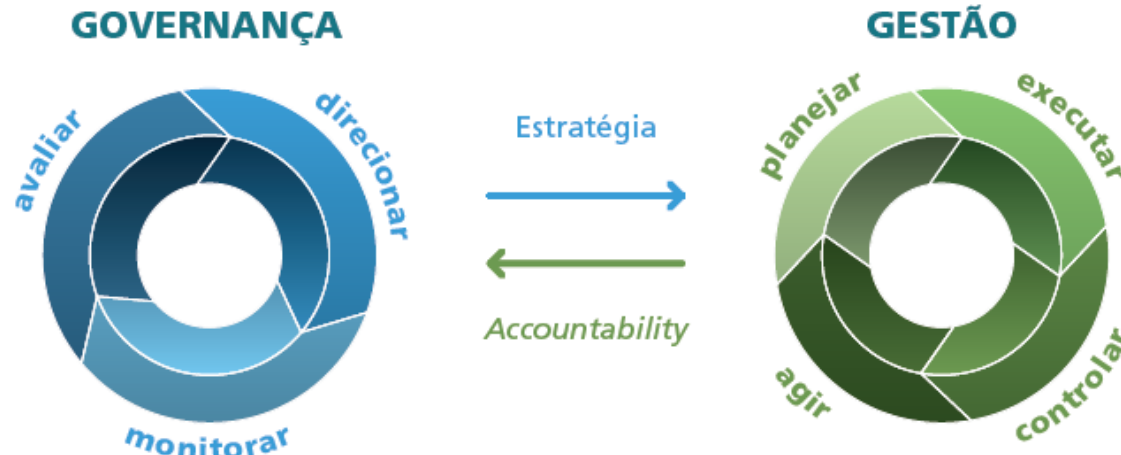 GOVERNANÇA
avaliar
direcionar
monitorar
Estratégia
Accountability
GESTÃO
planejar
executar
controlar
agir